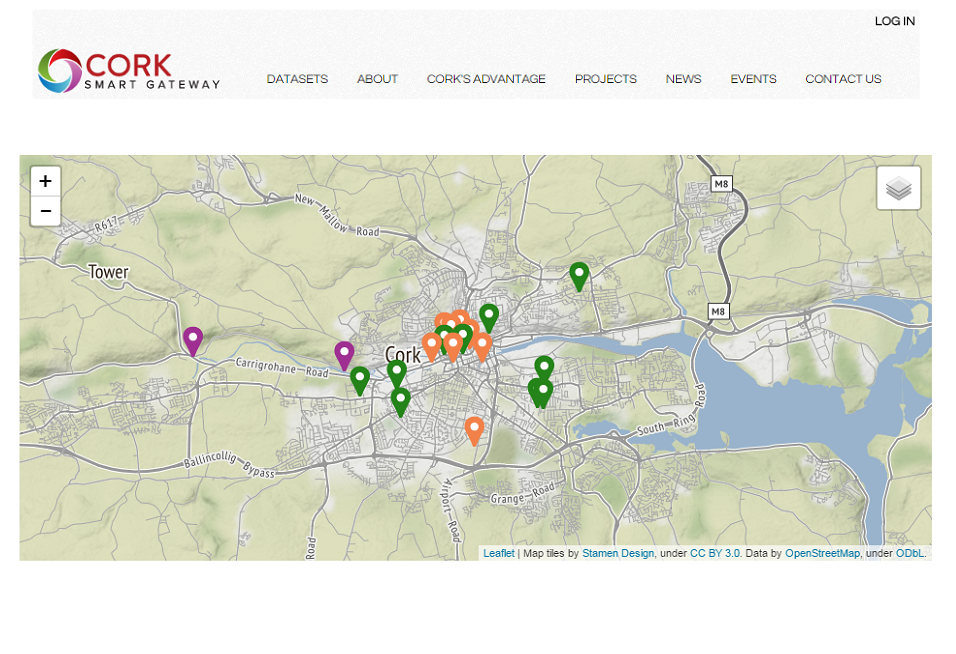 LOG IN
CORK
SMART GATEWAY
DATASETS ABOUT CORK'S ADVANTAGE PROJECTS NEWS EVENTS CONTACT US
+
−
M8
R617
New–Mallow–Road
Tower
M8
Cork
Carrigrohane–Road
South–Ring–Road
Ballincollig–Bypass
Airport–Road
Grange–Road
Road
Leaflet | Map tiles by Stamen Design, under CC BY 3.0. Data by OpenStreetMap, under ODbL.